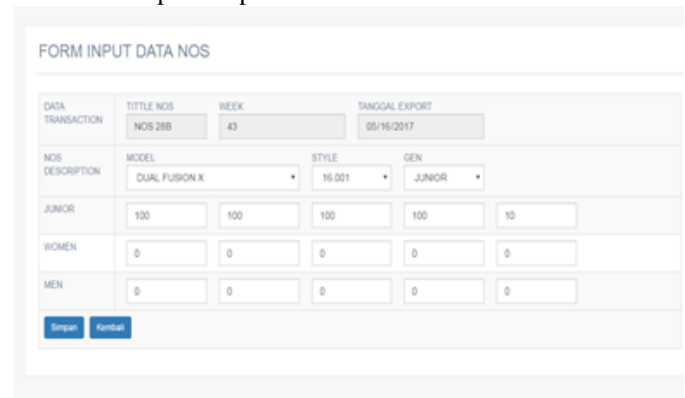 FORM INPUT DATA NOS
DATA TRANSACTION TITTLE NOS WEEK TANGGAL EXPORT
NOS 28B 43 05/16/2017
NOS DESCRIPTION MODEL STYLE GEN
DUAL FUSION X 16.001 JUNIOR
JUNIOR 100 100 100 100 10
WOMEN 0 0 0 0 0
MEN 0 0 0 0 0
Simpan Kembali